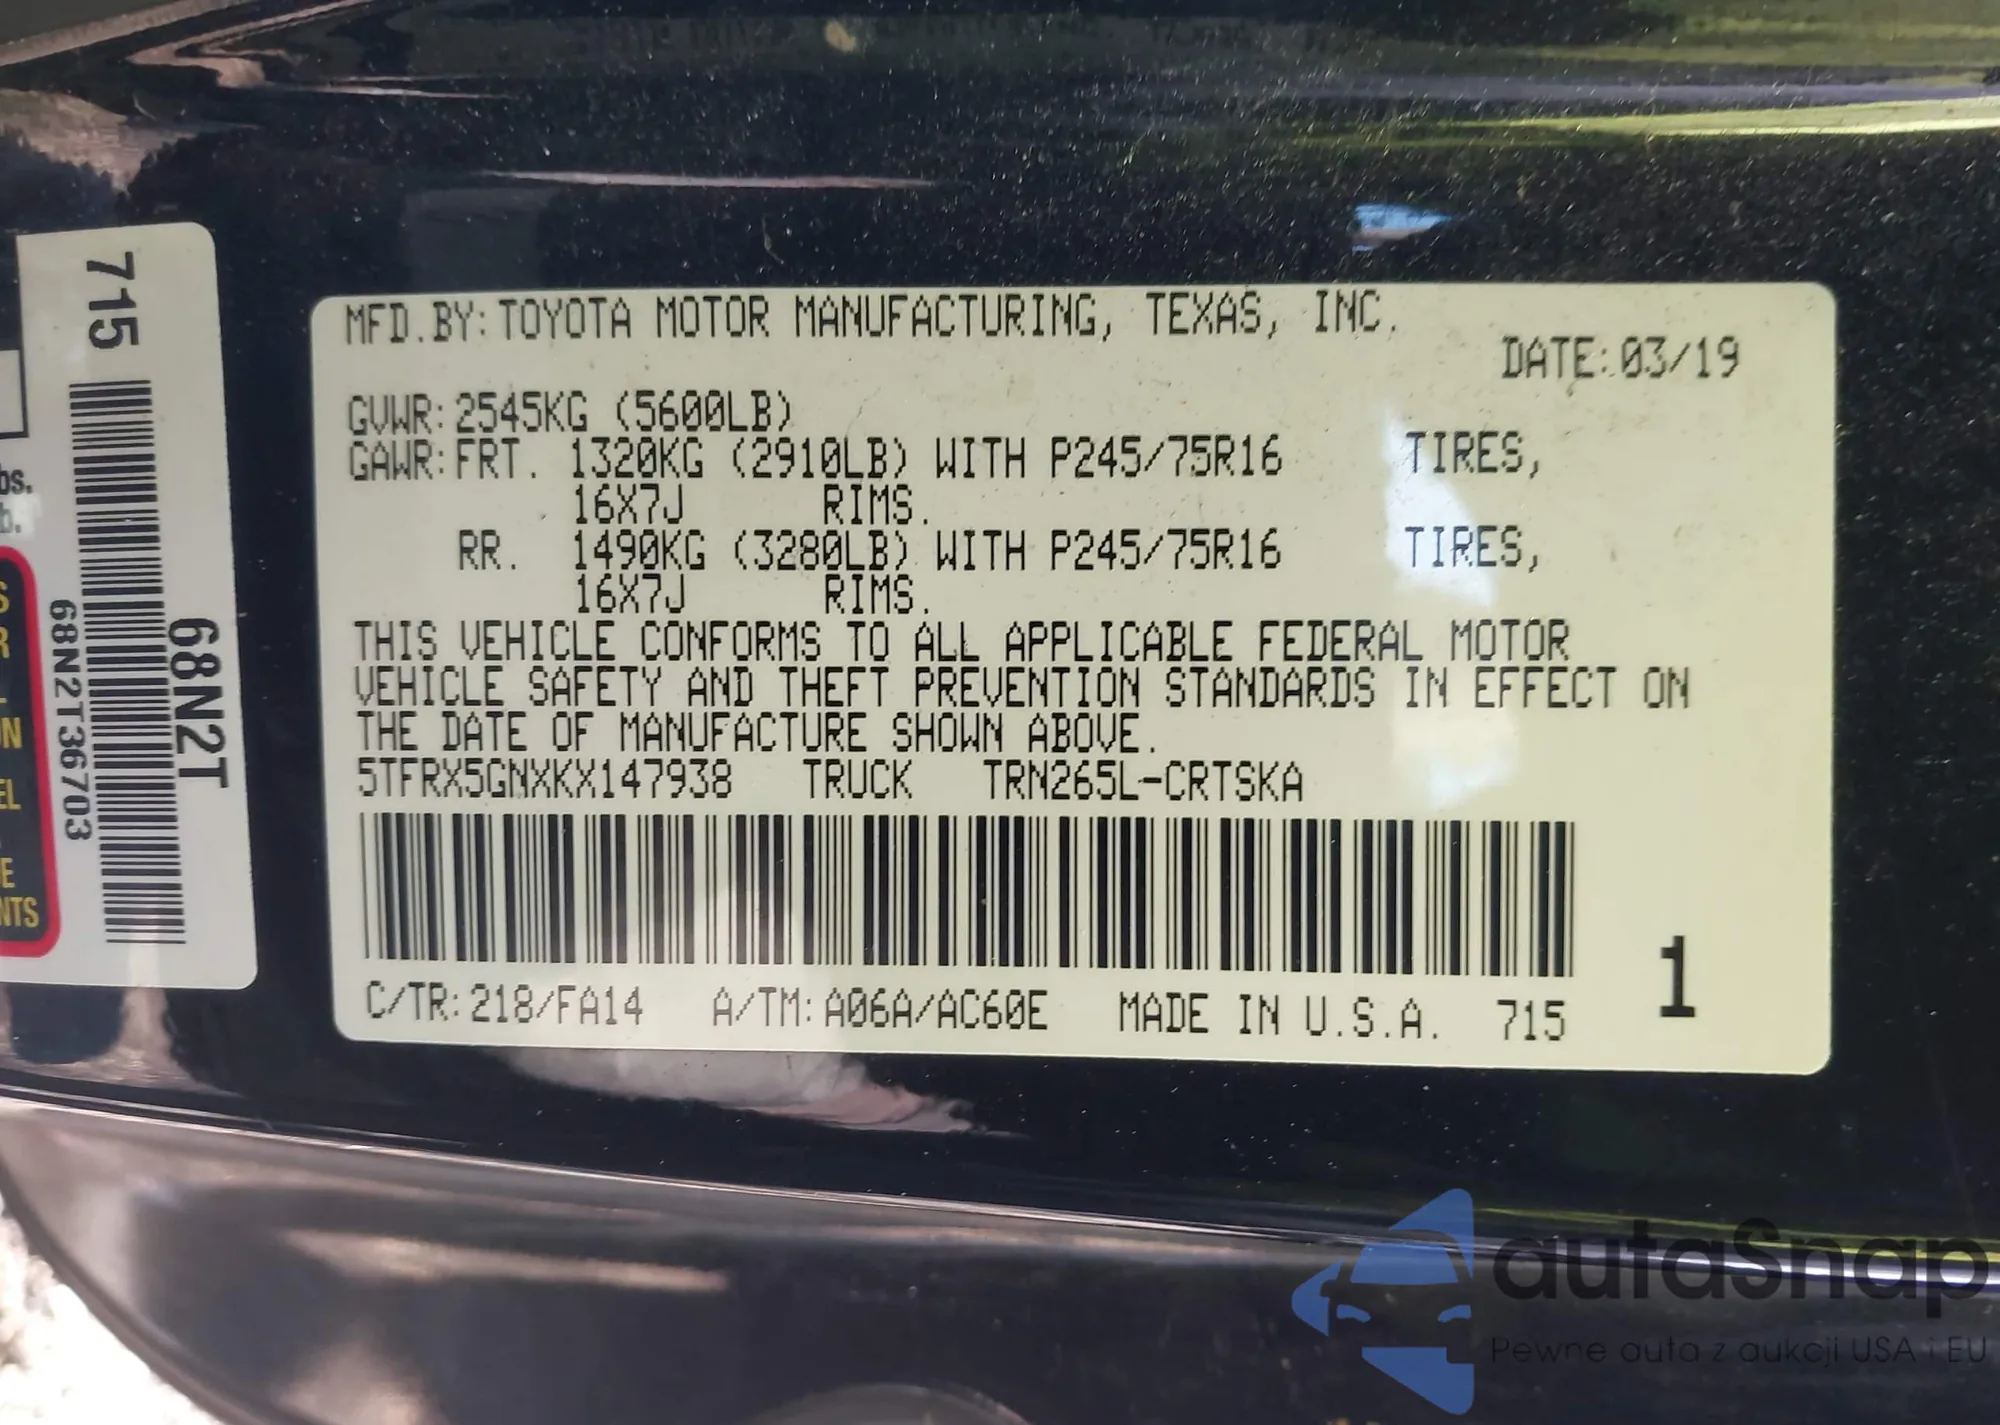 715
68N2T
68N2T36703
bs.
b.
MFD.BY:TOYOTA MOTOR MANUFACTURING, TEXAS, INC.
DATE:03/19
GVWR:2545KG (5600LB)
GAWR:FRT. 1320KG (2910LB) WITH P245/75R16 TIRES,
16X7J RIMS.
RR. 1490KG (3280LB) WITH P245/75R16 TIRES,
16X7J RIMS.
THIS VEHICLE CONFORMS TO ALL APPLICABLE FEDERAL MOTOR
VEHICLE SAFETY AND THEFT PREVENTION STANDARDS IN EFFECT ON
THE DATE OF MANUFACTURE SHOWN ABOVE.
5TFRX5GNXKX147938 TRUCK TRN265L-CRTSKA
1
C/TR:218/FA14 A/TM:A06A/AC60E MADE IN U.S.A. 715
autaSnap
Pewne auta z aukcji USA i EU